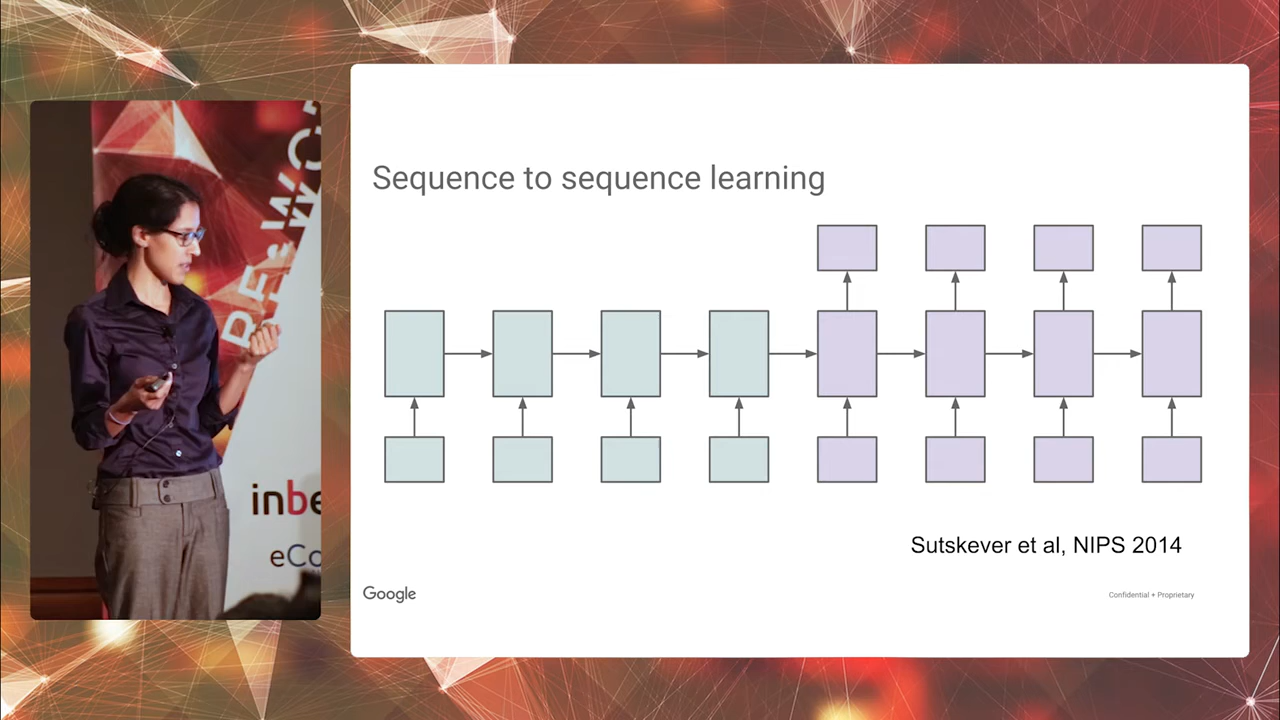 Sequence to sequence learning
Sutskever et al, NIPS 2014
Google
Confidential + Proprietary
inbe
eCo